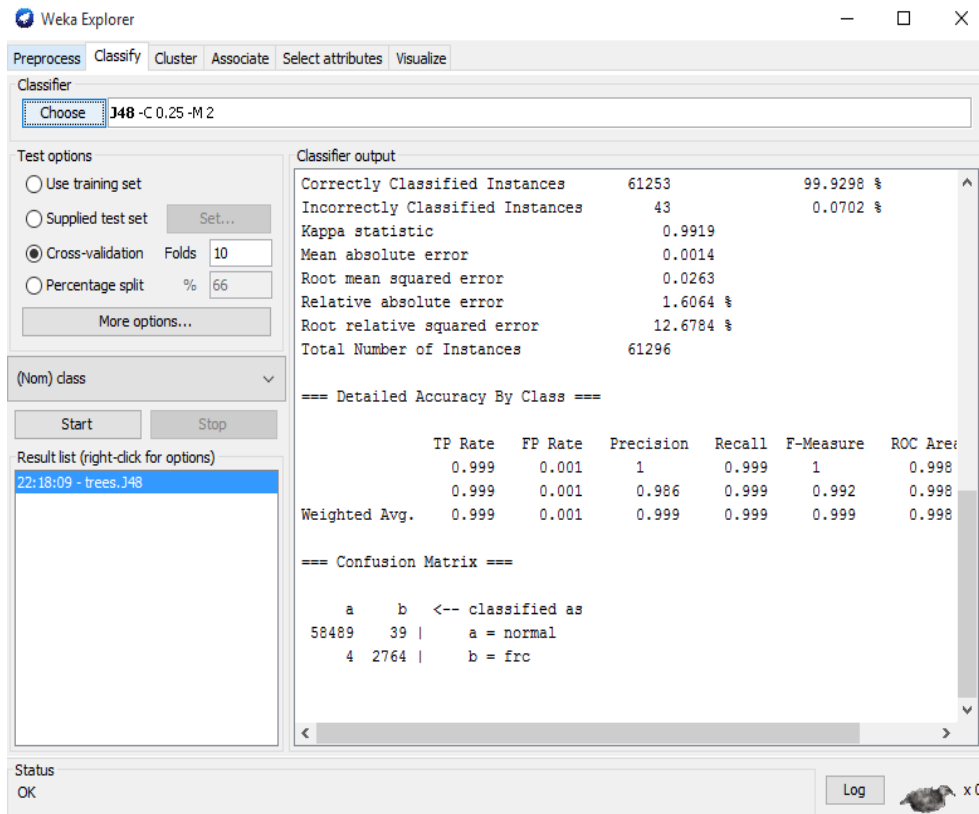 Weka Explorer
Preprocess Classify Cluster Associate Select attributes Visualize
Classifier
Choose J48 -C 0.25 -M 2
Test options
Use training set
Supplied test set Set...
Cross-validation Folds 10
Percentage split % 66
More options...
(Nom) class
Start Stop
Result list (right-click for options)
22:18:09 - trees.J48
Classifier output
Correctly Classified Instances 61253 99.9298 %
Incorrectly Classified Instances 43 0.0702 %
Kappa statistic 0.9919
Mean absolute error 0.0014
Root mean squared error 0.0263
Relative absolute error 1.6064 %
Root relative squared error 12.6784 %
Total Number of Instances 61296
=== Detailed Accuracy By Class ===
TP Rate FP Rate Precision Recall F-Measure ROC Area
0.999 0.001 1 0.999 1 0.998
0.999 0.001 0.986 0.999 0.992 0.998
Weighted Avg. 0.999 0.001 0.999 0.999 0.999 0.998
=== Confusion Matrix ===
a b <-- classified as
58489 39 | a = normal
4 2764 | b = frc
Status
OK
Log
x 0